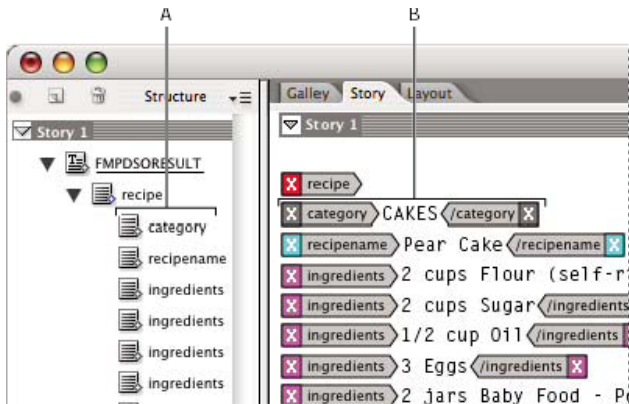 A B
Structure
Galley Story Layout
Story 1
Story 1
FMPDSORESULT
recipe
category
recipename
ingredients
ingredients
ingredients
ingredients
recipe
category CAKES /category
recipename Pear Cake /recipename
ingredients 2 cups Flour (self-r
ingredients 2 cups Sugar /ingredients
ingredients 1/2 cup Oil /ingredients
ingredients 3 Eggs /ingredients
ingredients 2 jars Baby Food -